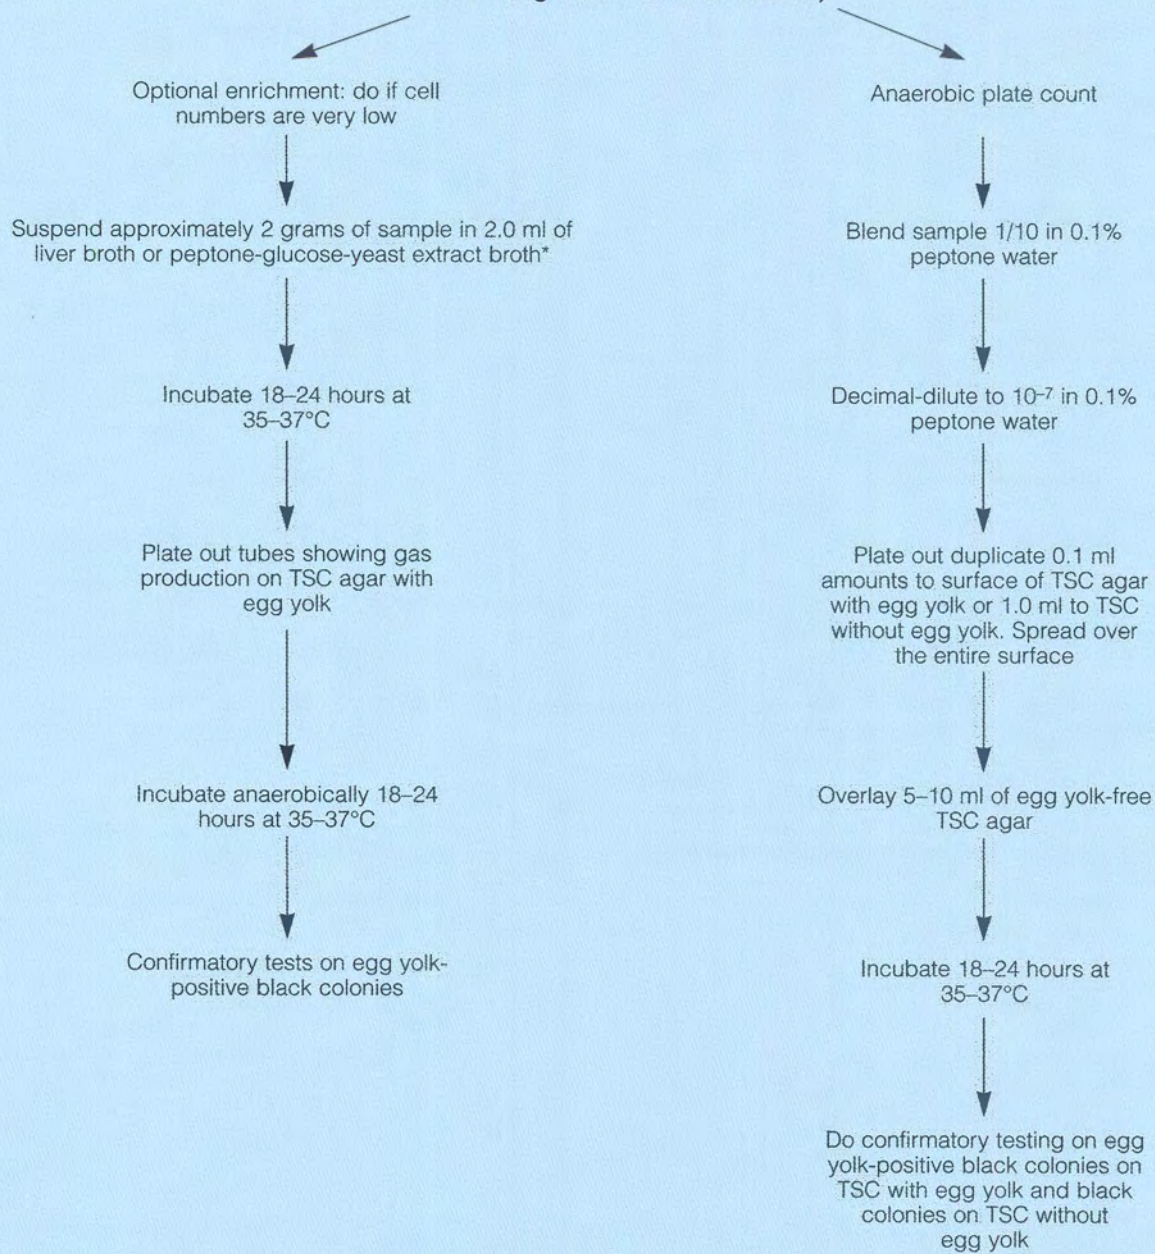 Optional enrichment: do if cell
numbers are very low
Suspend approximately 2 grams of sample in 2.0 ml of
liver broth or peptone-glucose-yeast extract broth*
Incubate 18–24 hours at
35–37°C
Plate out tubes showing gas
production on TSC agar with
egg yolk
Incubate anaerobically 18–24
hours at 35–37°C
Confirmatory tests on egg yolk-
positive black colonies
Anaerobic plate count
Blend sample 1/10 in 0.1%
peptone water
Decimal-dilute to 10⁻⁷ in 0.1%
peptone water
Plate out duplicate 0.1 ml
amounts to surface of TSC agar
with egg yolk or 1.0 ml to TSC
without egg yolk. Spread over
the entire surface
Overlay 5–10 ml of egg yolk-free
TSC agar
Incubate 18–24 hours at
35–37°C
Do confirmatory testing on egg
yolk-positive black colonies on
TSC with egg yolk and black
colonies on TSC without
egg yolk